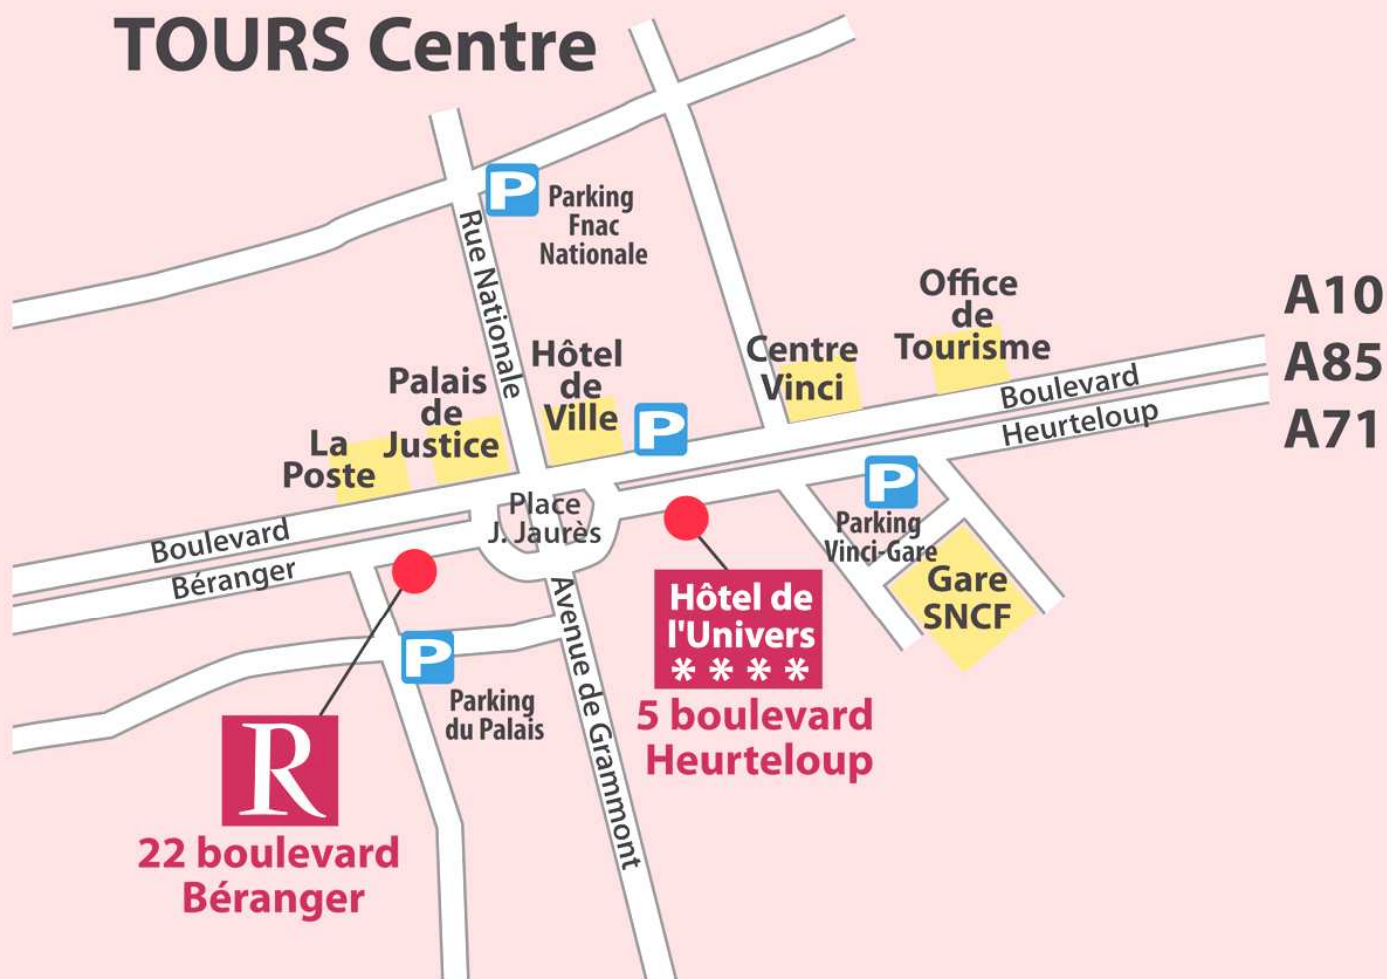 TOURS Centre
P
Parking
Fnac
Nationale
Rue Nationale
Office
de
Tourisme
A10
A85
A71
Centre
Vinci
Hôtel
de
Ville
P
Palais
de
Justice
La
Poste
Boulevard
Heurteloup
Place
J. Jaurès
P
Parking
Vinci-Gare
Gare
SNCF
Boulevard
Béranger
Hôtel de
l'Univers
* * * *
5 boulevard
Heurteloup
P
Parking
du Palais
Avenue de Grammont
R
22 boulevard
Béranger